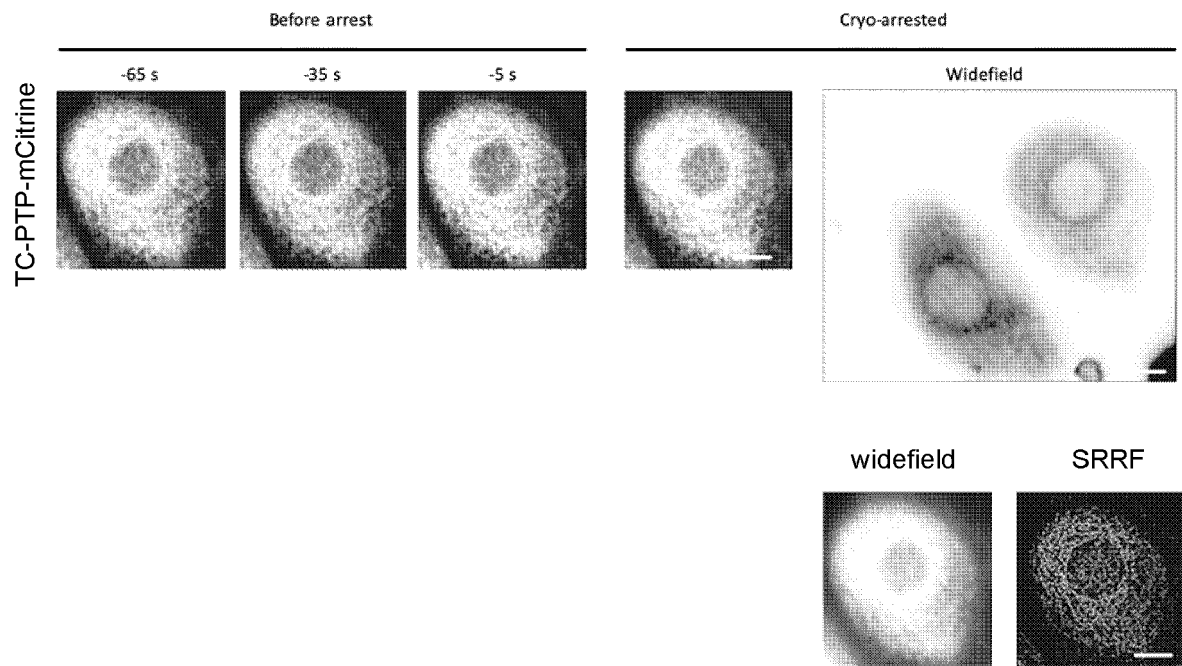 Before arrest
Cryo-arrested
-65 s
-35 s
-5 s
Widefield
TC-PTP-mCitrine
widefield
SRRF